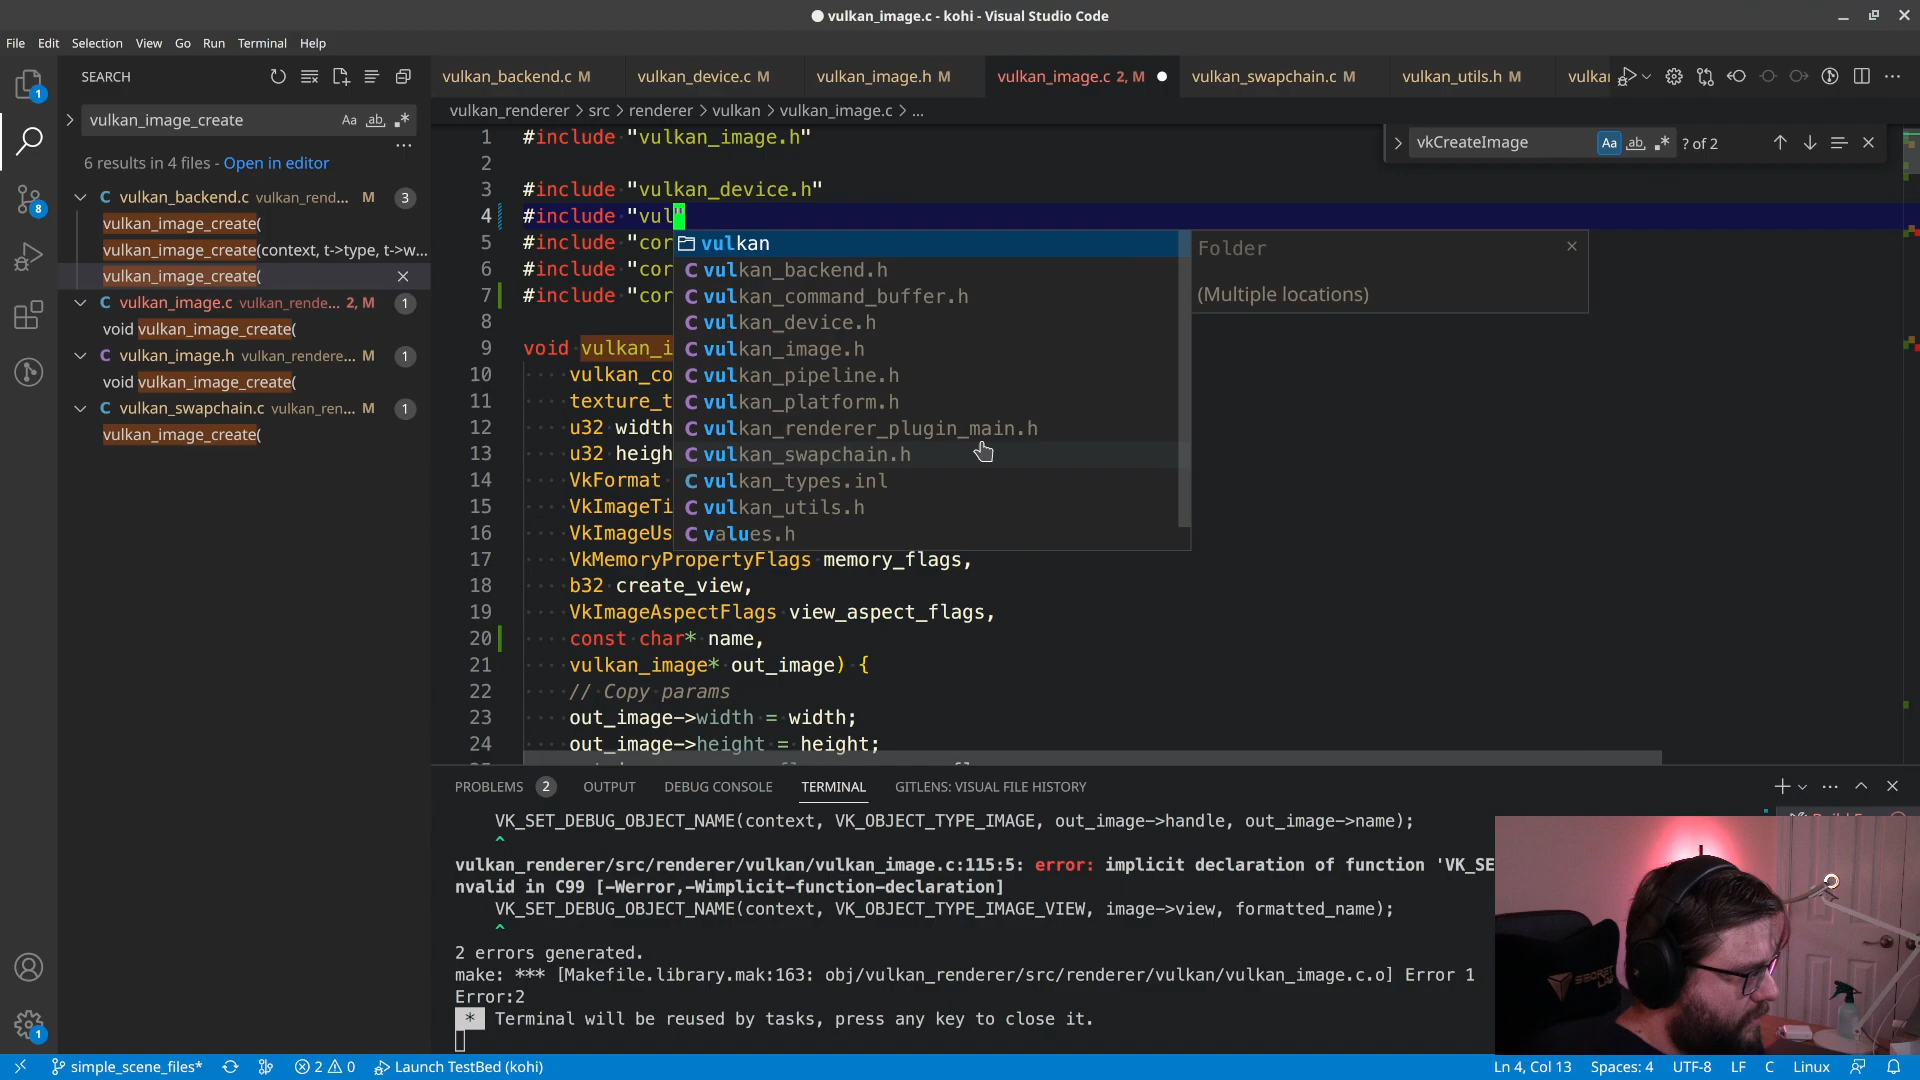 vulkan_image.c - kohi - Visual Studio Code
File Edit Selection View Go Run Terminal Help
SEARCH
vulkan_backend.c M vulkan_device.c M vulkan_image.h M vulkan_image.c 2, M vulkan_swapchain.c M vulkan_utils.h M vulkan
vulkan_renderer > src > renderer > vulkan > vulkan_image.c > ...
vulkan_image_create Aa ab
6 results in 4 files - Open in editor
vulkan_backend.c vulkan_rend... M 3
vulkan_image_create(
vulkan_image_create(context, t->type, t->w...
vulkan_image_create(
vulkan_image.c vulkan_rende... 2, M 1
void vulkan_image_create(
vulkan_image.h vulkan_rendere... M 1
void vulkan_image_create(
vulkan_swapchain.c vulkan_ren... M 1
vulkan_image_create(
vkCreateImage Aa ab ? of 2
1 #include "vulkan_image.h"
2
3 #include "vulkan_device.h"
4 #include "vul"
5 #include "cor
6 #include "cor
7 #include "cor
8
9 void vulkan_i
10 vulkan_co
11 texture_t
12 u32 width
13 u32 heigh
14 VkFormat
15 VkImageTi
16 VkImageUs
17 VkMemoryPropertyFlags memory_flags,
18 b32 create_view,
19 VkImageAspectFlags view_aspect_flags,
20 const char* name,
21 vulkan_image* out_image) {
22 // Copy params
23 out_image->width = width;
24 out_image->height = height;
vulkan
vulkan_backend.h
vulkan_command_buffer.h
vulkan_device.h
vulkan_image.h
vulkan_pipeline.h
vulkan_platform.h
vulkan_renderer_plugin_main.h
vulkan_swapchain.h
vulkan_types.inl
vulkan_utils.h
values.h
Folder
(Multiple locations)
PROBLEMS 2 OUTPUT DEBUG CONSOLE TERMINAL GITLENS: VISUAL FILE HISTORY
VK_SET_DEBUG_OBJECT_NAME(context, VK_OBJECT_TYPE_IMAGE, out_image->handle, out_image->name);
^
vulkan_renderer/src/renderer/vulkan/vulkan_image.c:115:5: error: implicit declaration of function 'VK_SE
nvalid in C99 [-Werror,-Wimplicit-function-declaration]
VK_SET_DEBUG_OBJECT_NAME(context, VK_OBJECT_TYPE_IMAGE_VIEW, image->view, formatted_name);
^
2 errors generated.
make: *** [Makefile.library.mak:163: obj/vulkan_renderer/src/renderer/vulkan/vulkan_image.c.o] Error 1
Error:2
* Terminal will be reused by tasks, press any key to close it.
simple_scene_files* 2 0 Launch TestBed (kohi) Ln 4, Col 13 Spaces: 4 UTF-8 LF C Linux